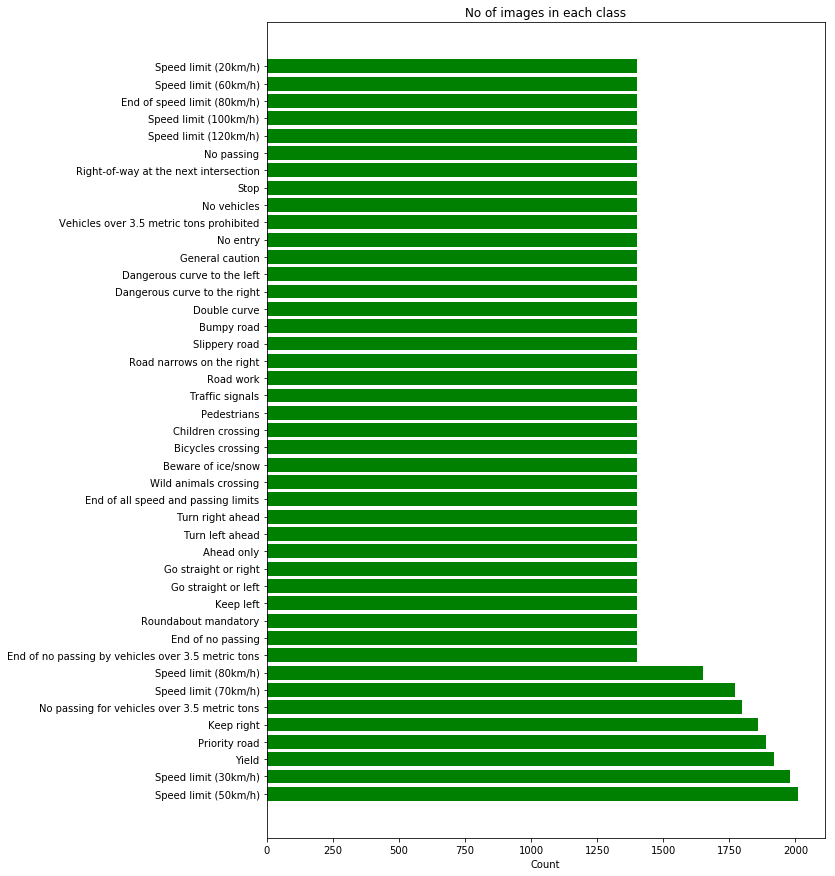 No of images in each class
Speed limit (20km/h)
Speed limit (60km/h)
End of speed limit (80km/h)
Speed limit (100km/h)
Speed limit (120km/h)
No passing
Right-of-way at the next intersection
Stop
No vehicles
Vehicles over 3.5 metric tons prohibited
No entry
General caution
Dangerous curve to the left
Dangerous curve to the right
Double curve
Bumpy road
Slippery road
Road narrows on the right
Road work
Traffic signals
Pedestrians
Children crossing
Bicycles crossing
Beware of ice/snow
Wild animals crossing
End of all speed and passing limits
Turn right ahead
Turn left ahead
Ahead only
Go straight or right
Go straight or left
Keep left
Roundabout mandatory
End of no passing
End of no passing by vehicles over 3.5 metric tons
Speed limit (80km/h)
Speed limit (70km/h)
No passing for vehicles over 3.5 metric tons
Keep right
Priority road
Yield
Speed limit (30km/h)
Speed limit (50km/h)
0 250 500 750 1000 1250 1500 1750 2000
Count